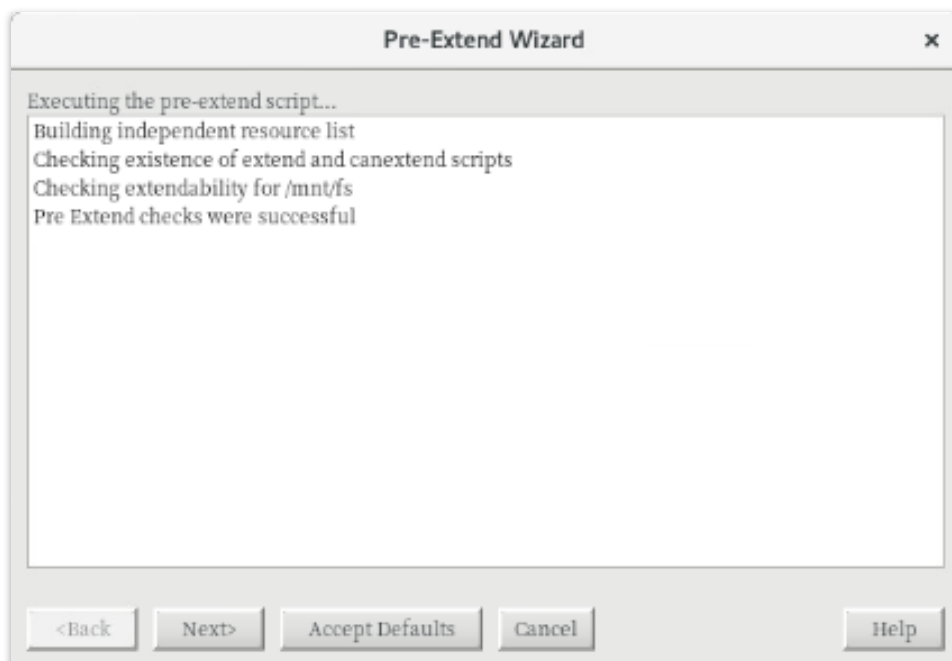 Pre-Extend Wizard
×
Executing the pre-extend script...
Building independent resource list
Checking existence of extend and canextend scripts
Checking extendability for /mnt/fs
Pre Extend checks were successful
<Back Next> Accept Defaults Cancel Help